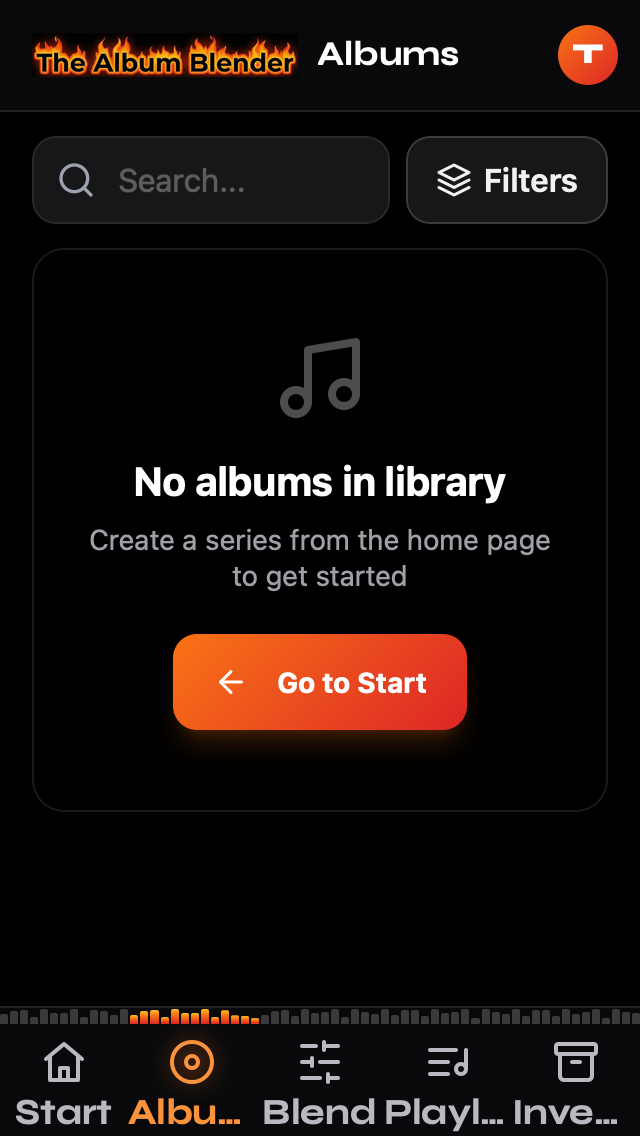 The Album Blender
Albums
T
Search...
Filters
No albums in library
Create a series from the home page
to get started
Go to Start
Start
Albu...
Blend
Playl...
Inve...